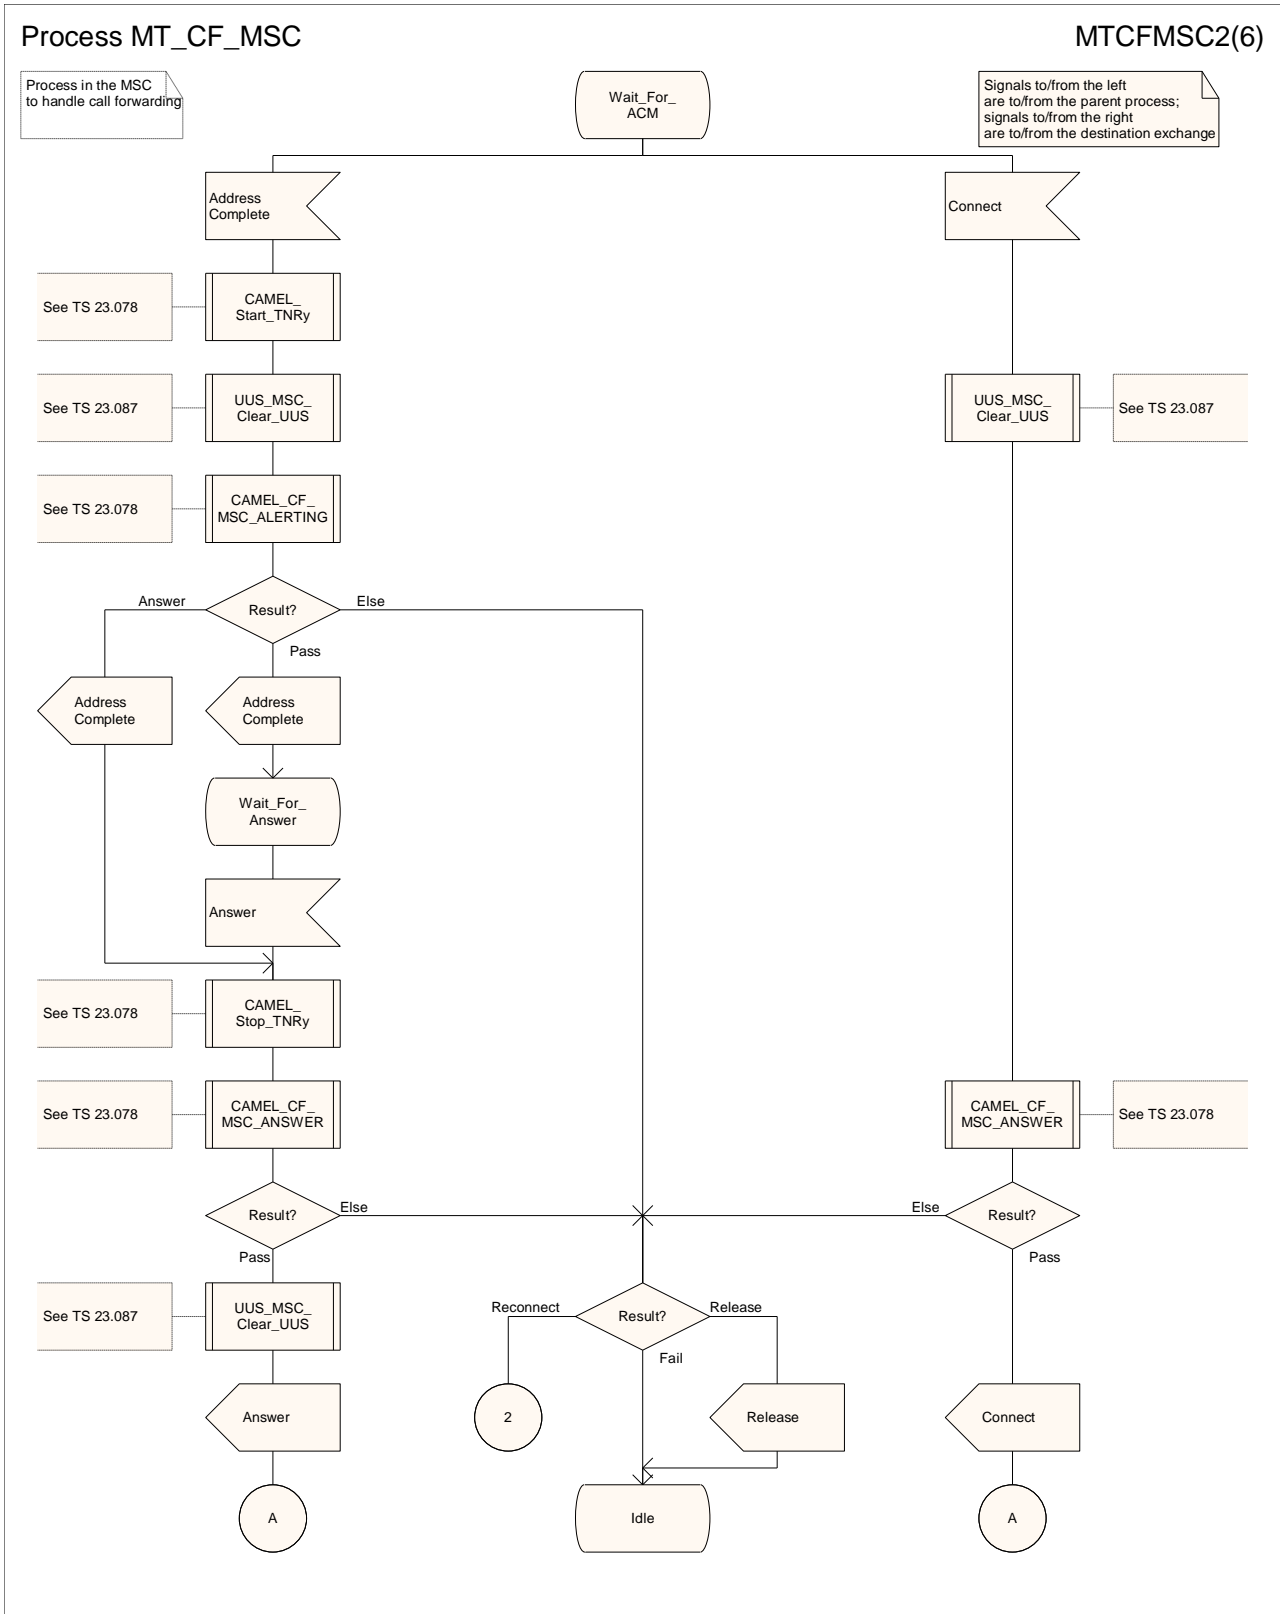 Process MT_CF_MSC
MTCFMSC2(6)
Process in the MSC
to handle call forwarding
Wait_For_
ACM
Signals to/from the left
are to/from the parent process;
signals to/from the right
are to/from the destination exchange
Address
Complete
Connect
See TS 23.078
CAMEL_
Start_TNRy
See TS 23.087
UUS_MSC_
Clear_UUS
UUS_MSC_
Clear_UUS
See TS 23.087
See TS 23.078
CAMEL_CF_
MSC_ALERTING
Answer
Result?
Else
Pass
Address
Complete
Address
Complete
Wait_For_
Answer
Answer
See TS 23.078
CAMEL_
Stop_TNRy
See TS 23.078
CAMEL_CF_
MSC_ANSWER
CAMEL_CF_
MSC_ANSWER
See TS 23.078
Result?
Else
Else
Result?
Pass
Pass
See TS 23.087
UUS_MSC_
Clear_UUS
Reconnect
Result?
Release
Fail
Answer
2
Release
Connect
A
Idle
A